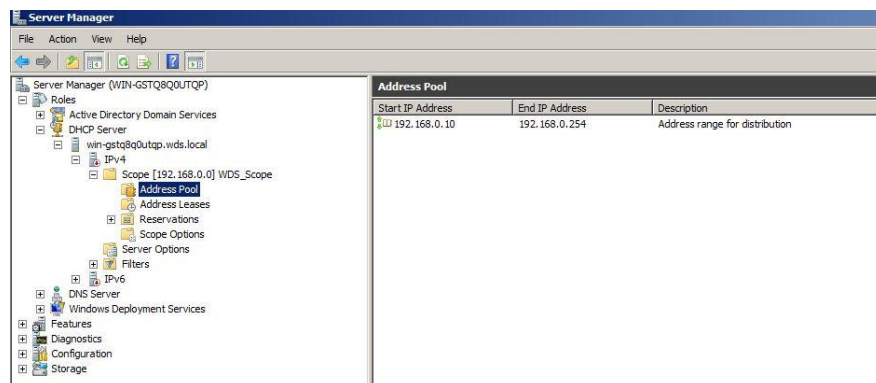 Server Manager
File Action View Help
Server Manager (WIN-GSTQ8Q0UTQP)
Roles
Active Directory Domain Services
DHCP Server
win-gstq8q0utqp.wds.local
IPv4
Scope [192.168.0.0] WDS_Scope
Address Pool
Address Leases
Reservations
Scope Options
Server Options
Filters
IPv6
DNS Server
Windows Deployment Services
Features
Diagnostics
Configuration
Storage
Address Pool
Start IP Address End IP Address Description
192.168.0.10 192.168.0.254 Address range for distribution